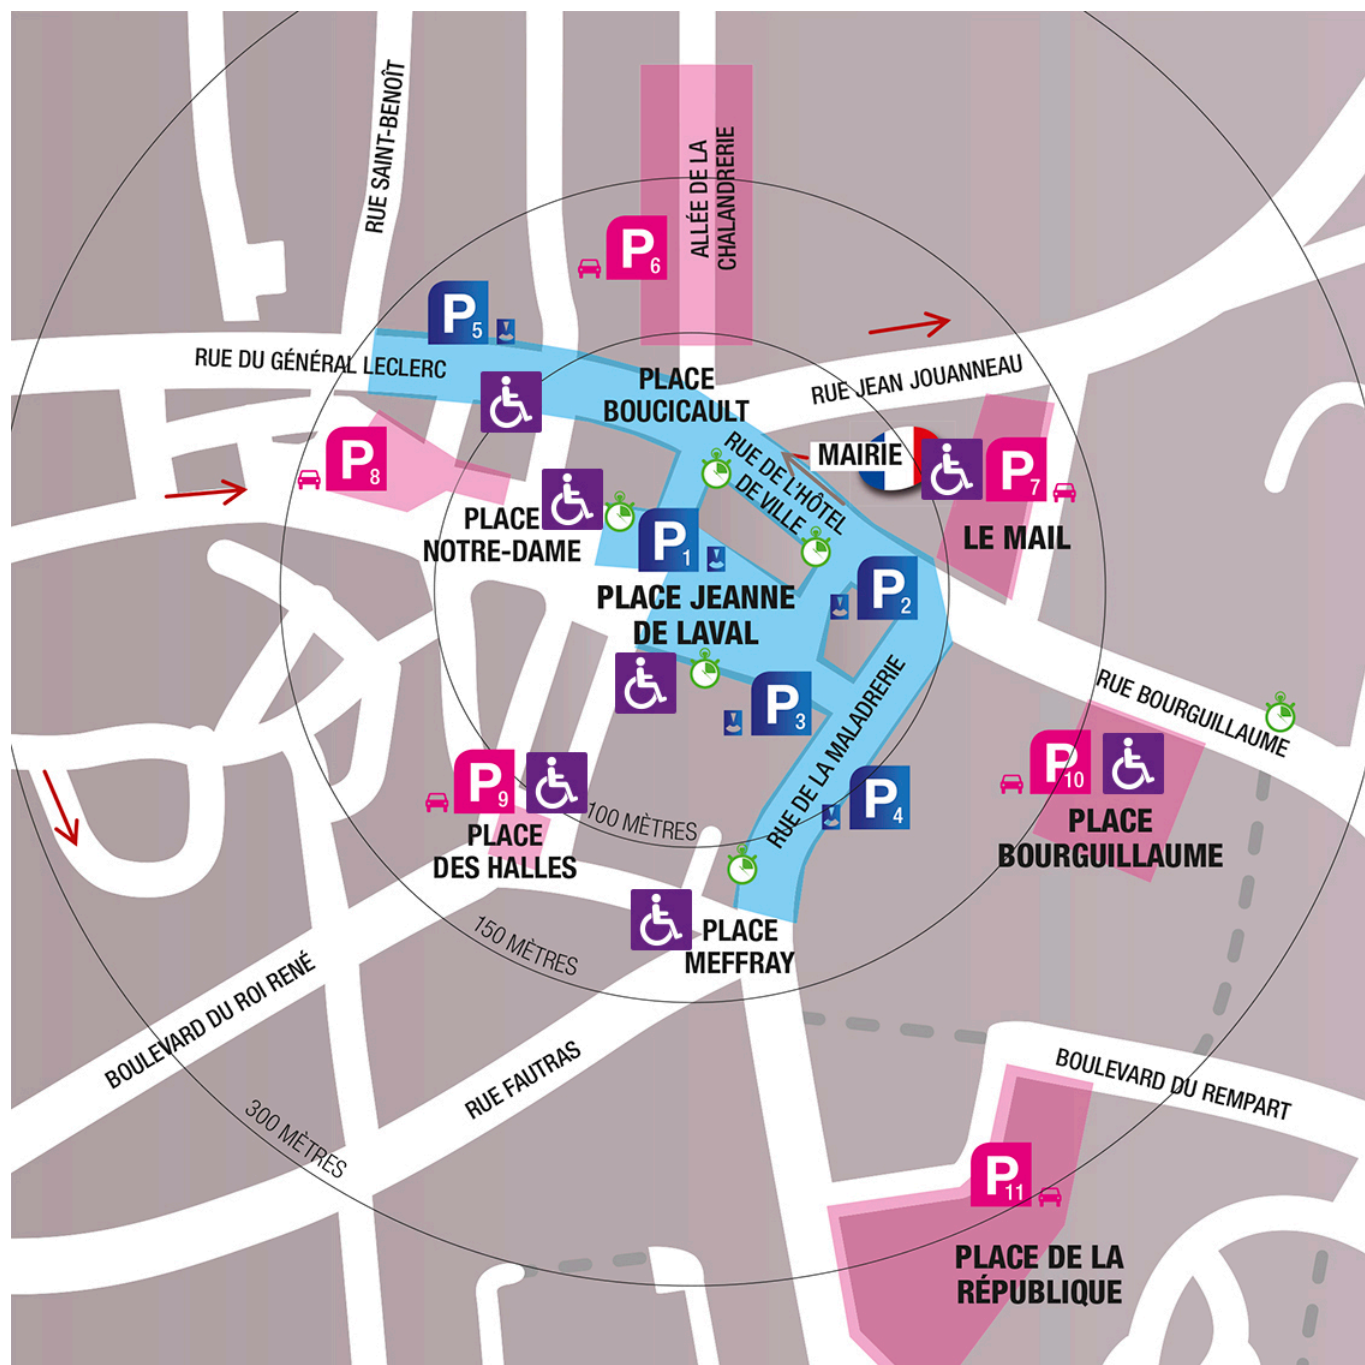 RUE SAINT-BENOÎT
ALLÉE DE LA
CHALANDRERIE
P6
P5
RUE DU GÉNÉRAL LECLERC
PLACE
BOUCICAULT
RUE JEAN JOUANNEAU
RUE DE L'HÔTEL
DE VILLE
MAIRIE
P8
P7
LE MAIL
PLACE
NOTRE-DAME
P1
P2
PLACE JEANNE
DE LAVAL
P3
RUE DE LA MALADRERIE
RUE BOURGUILLAUME
P9
P10
P4
100 MÈTRES
PLACE
DES HALLES
PLACE
BOURGUILLAUME
150 MÈTRES
PLACE
MEFFRAY
BOULEVARD DU ROI RENÉ
RUE FAUTRAS
300 MÈTRES
BOULEVARD DU REMPART
P11
PLACE DE LA
RÉPUBLIQUE